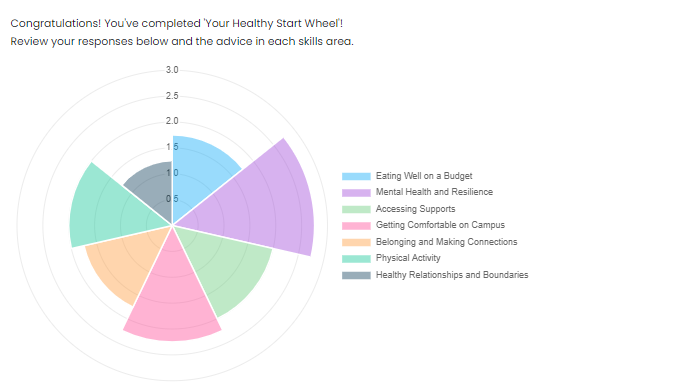 Congratulations! You've completed 'Your Healthy Start Wheel'!
Review your responses below and the advice in each skills area.
3.0
2.5
2.0
1.5
1.0
0.5
Eating Well on a Budget
Mental Health and Resilience
Accessing Supports
Getting Comfortable on Campus
Belonging and Making Connections
Physical Activity
Healthy Relationships and Boundaries